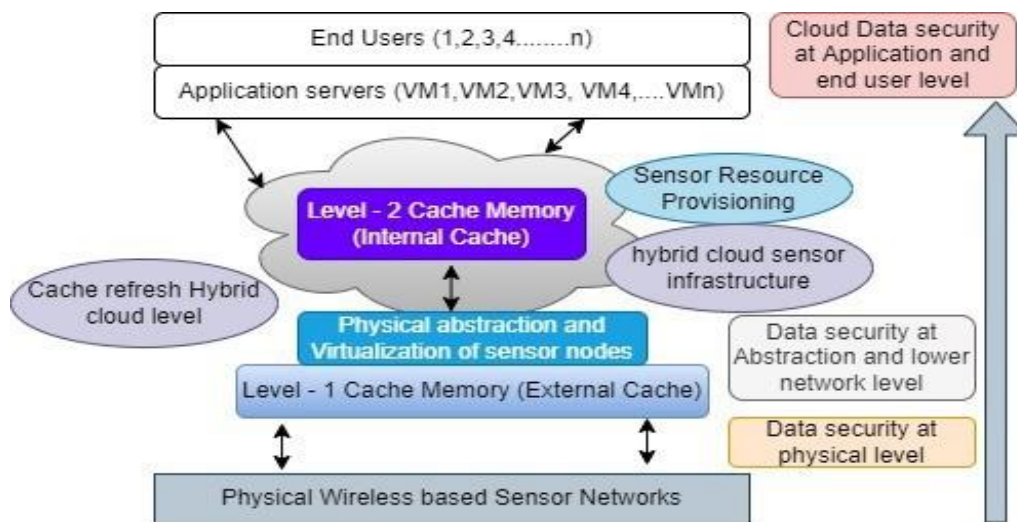 End Users (1,2,3,4........n)
Application servers (VM1,VM2,VM3, VM4,....VMn)
Cloud Data security
at Application and
end user level
Level - 2 Cache Memory
(Internal Cache)
Sensor Resource
Provisioning
hybrid cloud sensor
infrastructure
Cache refresh Hybrid
cloud level
Physical abstraction and
Virtualization of sensor nodes
Data security at
Abstraction and lower
network level
Level - 1 Cache Memory (External Cache)
Data security at
physical level
Physical Wireless based Sensor Networks